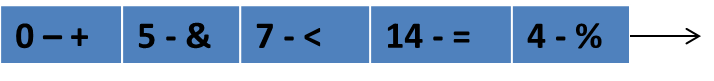 0 – + 5 - & 7 - < 14 - = 4 - %